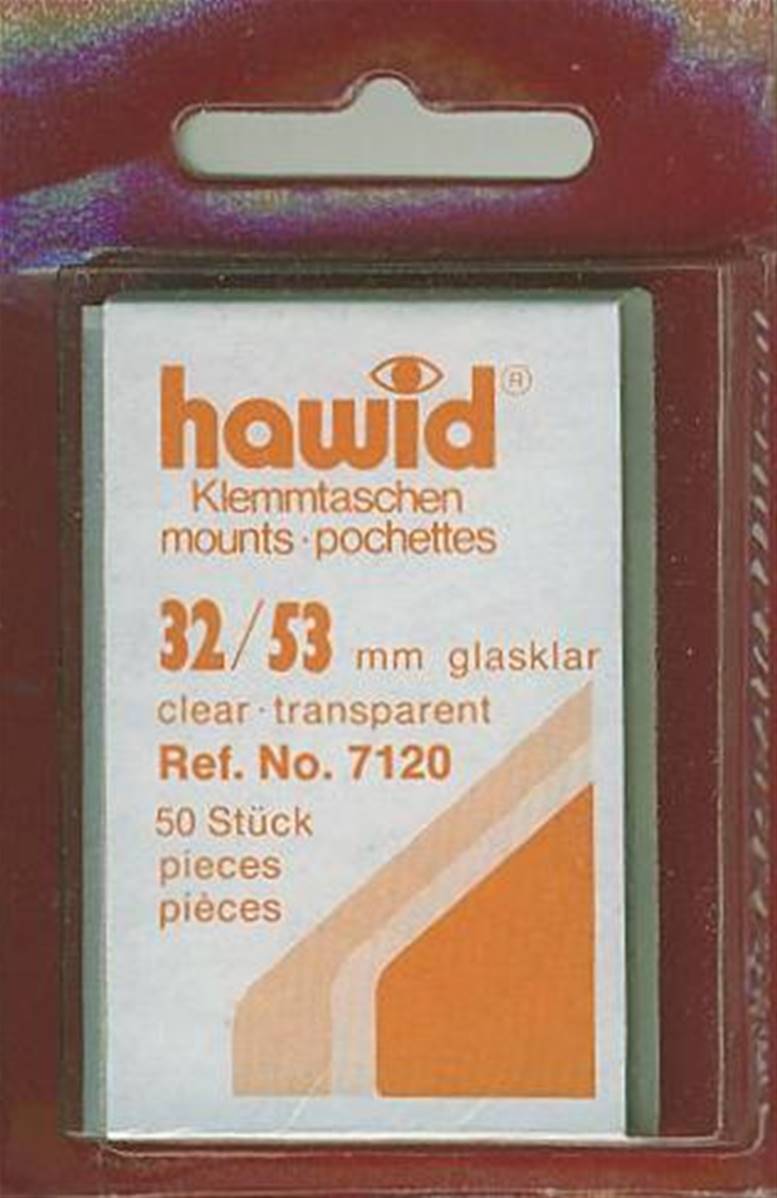 hawid®
Klemmtaschen
mounts · pochettes
32/53 mm glasklar
clear · transparent
Ref. No. 7120
50 Stück
pieces
pièces